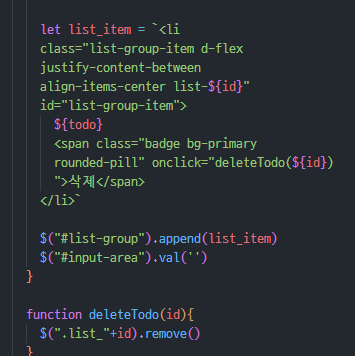 let list_item = `<li
class="list-group-item d-flex
justify-content-between
align-items-center list-${id}"
id="list-group-item">
${todo}
<span class="badge bg-primary
rounded-pill" onclick="deleteTodo(${id})
">삭제</span>
</li>`
$("#list-group").append(list_item)
$("#input-area").val('')
}
function deleteTodo(id){
$(".list_"+id).remove()
}